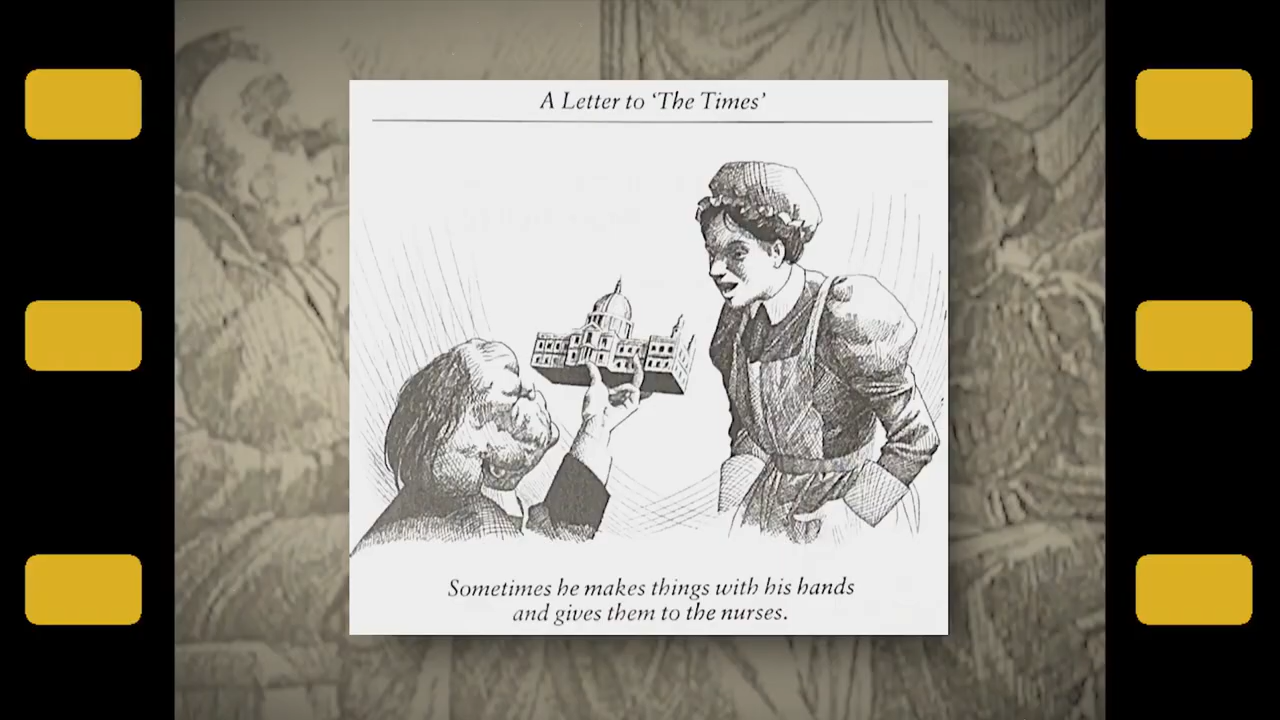 A Letter to ‘The Times’
Sometimes he makes things with his hands
and gives them to the nurses.